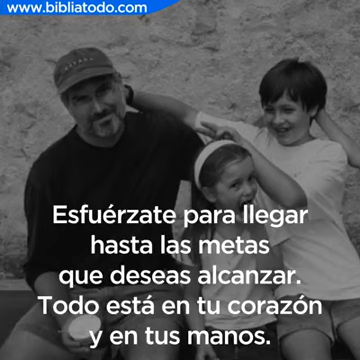 www.bibliatodo.com
Esfuérzate para llegar
hasta las metas
que deseas alcanzar.
Todo está en tu corazón
y en tus manos.